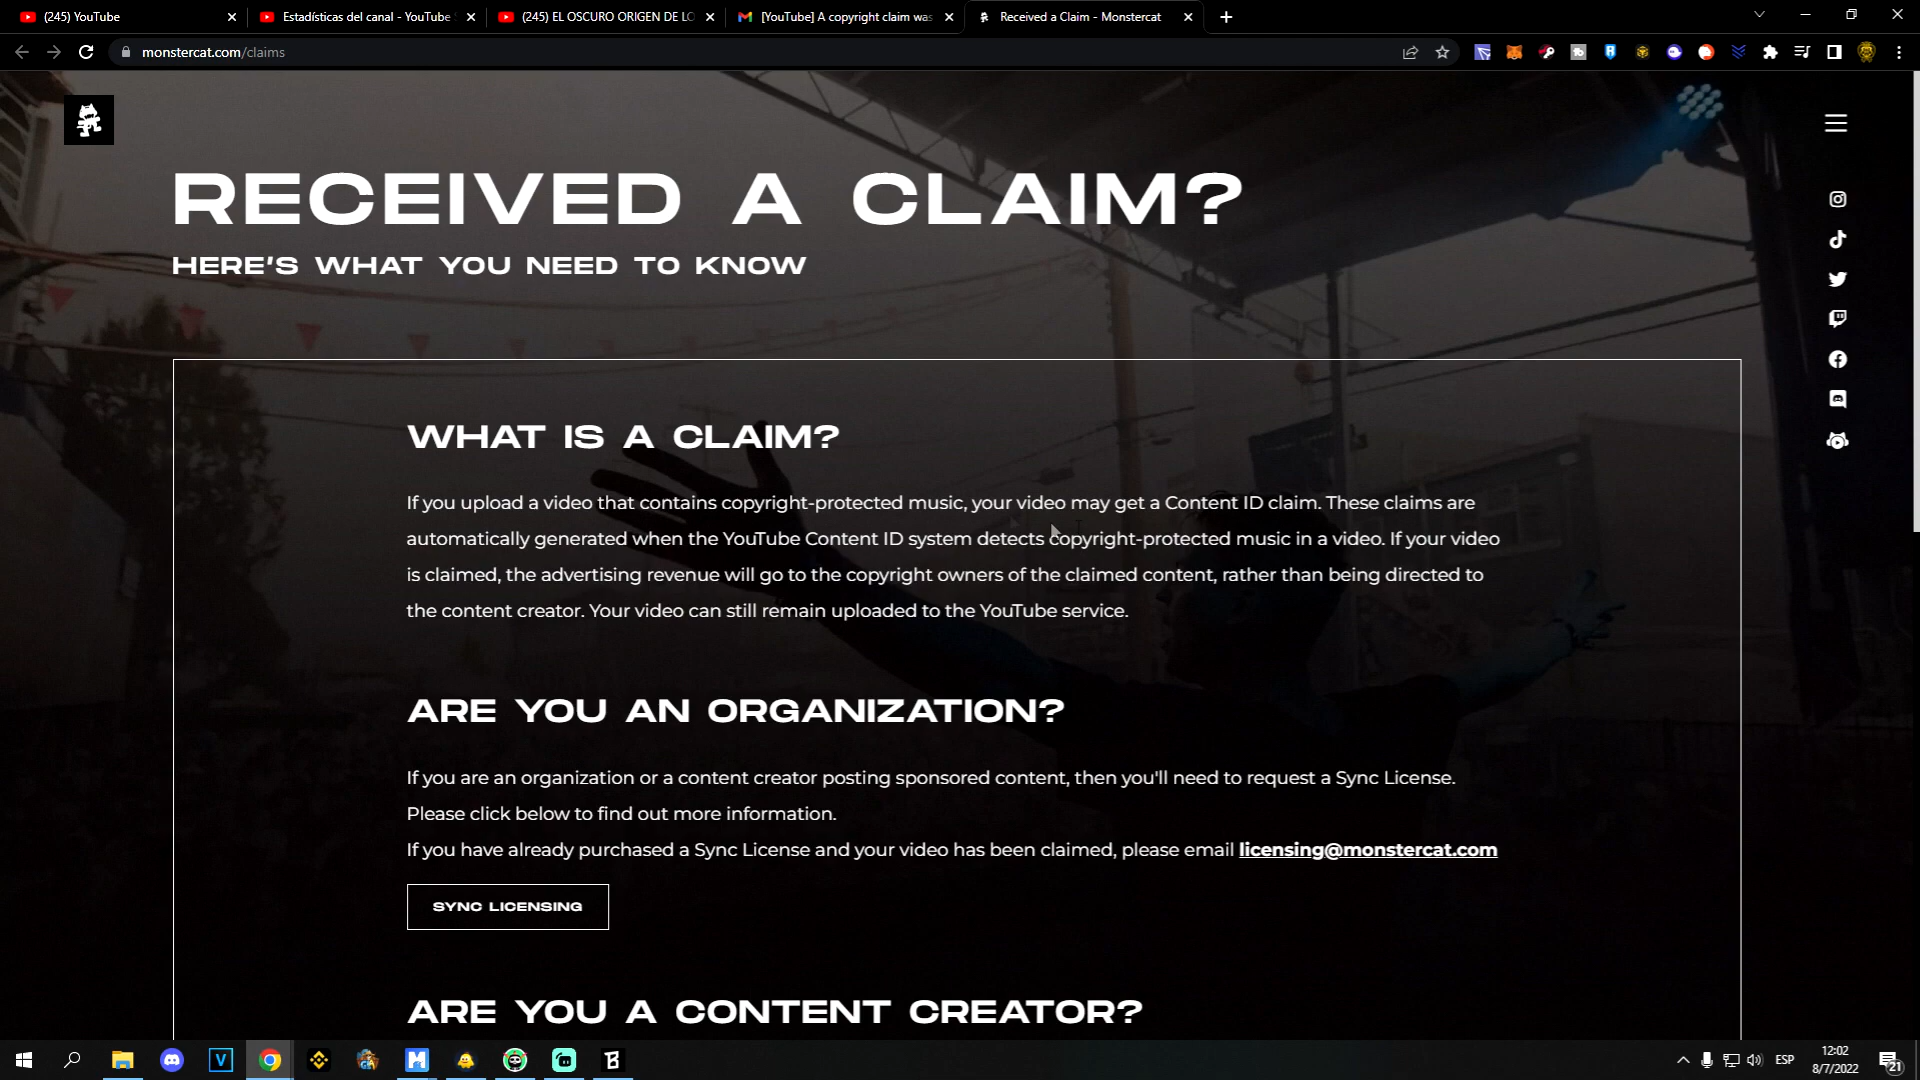 (245) YouTube
Estadísticas del canal - YouTube S
(245) EL OSCURO ORIGEN DE LO
[YouTube] A copyright claim was
Received a Claim - Monstercat
monstercat.com/claims
RECEIVED A CLAIM?
HERE'S WHAT YOU NEED TO KNOW
WHAT IS A CLAIM?
If you upload a video that contains copyright-protected music, your video may get a Content ID claim. These claims are
automatically generated when the YouTube Content ID system detects copyright-protected music in a video. If your video
is claimed, the advertising revenue will go to the copyright owners of the claimed content, rather than being directed to
the content creator. Your video can still remain uploaded to the YouTube service.
ARE YOU AN ORGANIZATION?
If you are an organization or a content creator posting sponsored content, then you'll need to request a Sync License.
Please click below to find out more information.
If you have already purchased a Sync License and your video has been claimed, please email licensing@monstercat.com
SYNC LICENSING
ARE YOU A CONTENT CREATOR?
ESP
12:02
8/7/2022
21